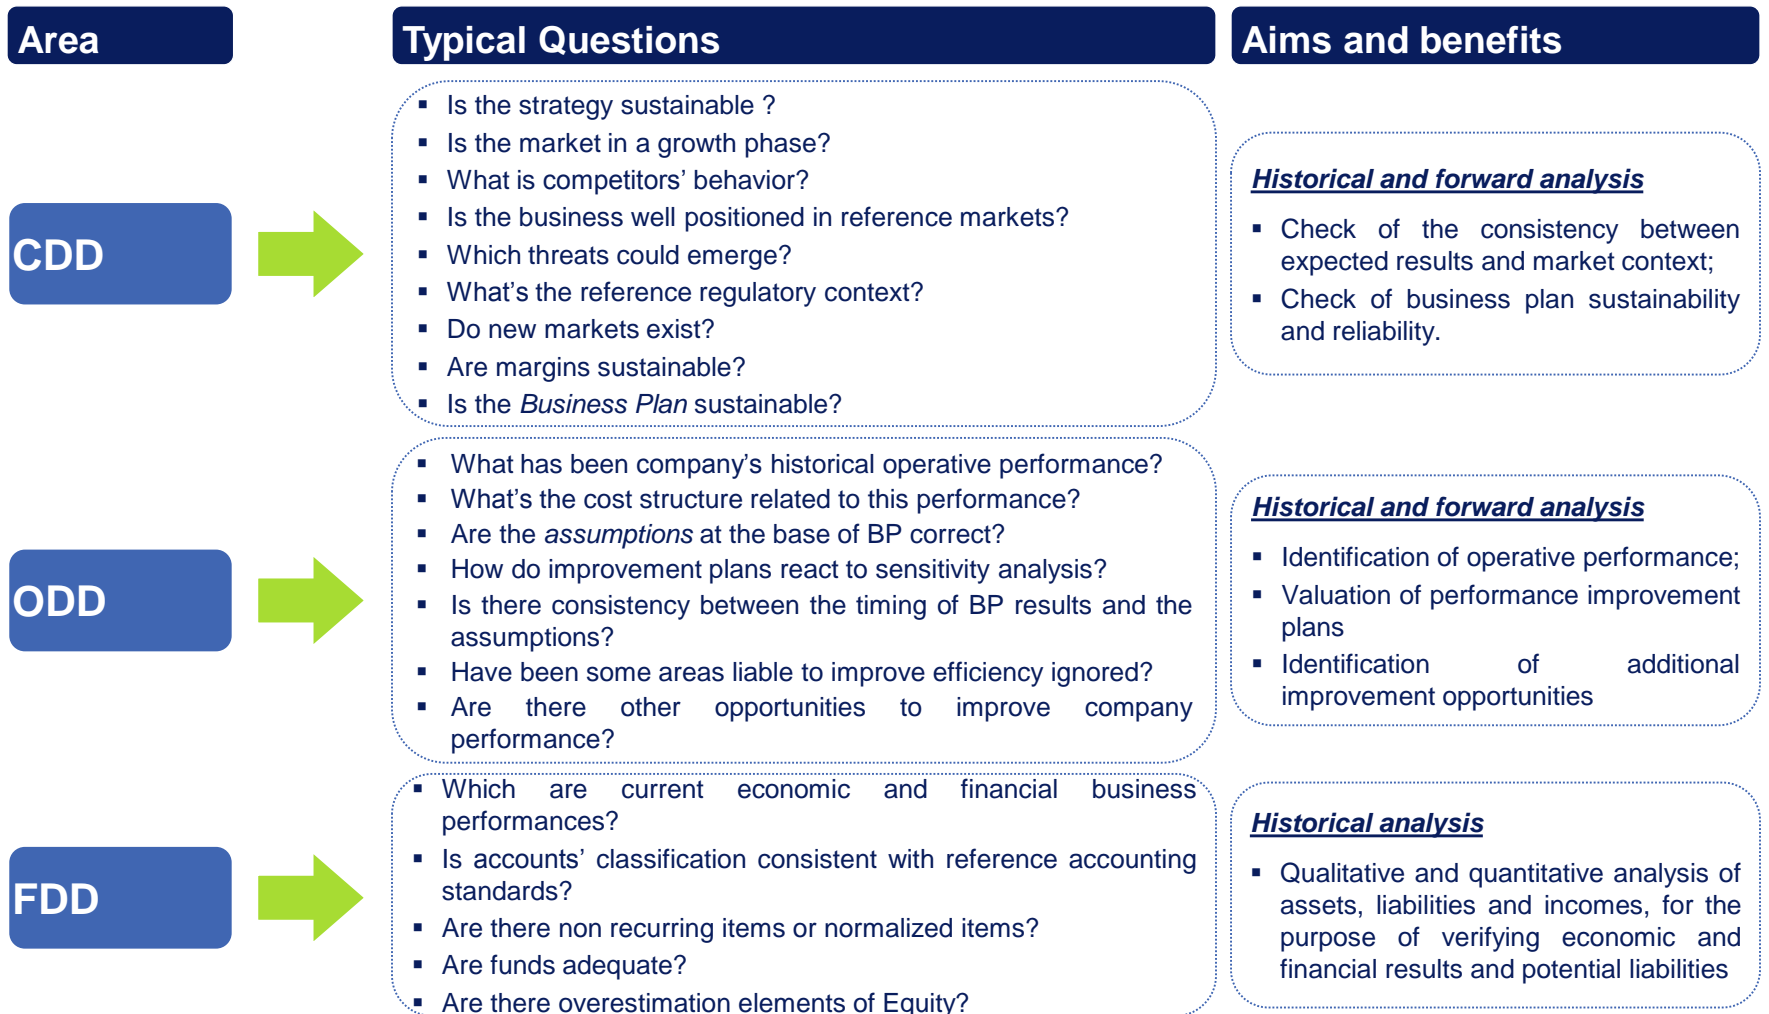 Area
Typical Questions
Aims and benefits
CDD
▪ Is the strategy sustainable ?
▪ Is the market in a growth phase?
▪ What is competitors’ behavior?
▪ Is the business well positioned in reference markets?
▪ Which threats could emerge?
▪ What’s the reference regulatory context?
▪ Do new markets exist?
▪ Are margins sustainable?
▪ Is the Business Plan sustainable?
Historical and forward analysis
▪ Check of the consistency between
expected results and market context;
▪ Check of business plan sustainability
and reliability.
ODD
▪ What has been company’s historical operative performance?
▪ What’s the cost structure related to this performance?
▪ Are the assumptions at the base of BP correct?
▪ How do improvement plans react to sensitivity analysis?
▪ Is there consistency between the timing of BP results and the
assumptions?
▪ Have been some areas liable to improve efficiency ignored?
▪ Are there other opportunities to improve company
performance?
Historical and forward analysis
▪ Identification of operative performance;
▪ Valuation of performance improvement
plans
▪ Identification of additional
improvement opportunities
FDD
▪ Which are current economic and financial business
performances?
▪ Is accounts’ classification consistent with reference accounting
standards?
▪ Are there non recurring items or normalized items?
▪ Are funds adequate?
▪ Are there overestimation elements of Equity?
Historical analysis
▪ Qualitative and quantitative analysis of
assets, liabilities and incomes, for the
purpose of verifying economic and
financial results and potential liabilities